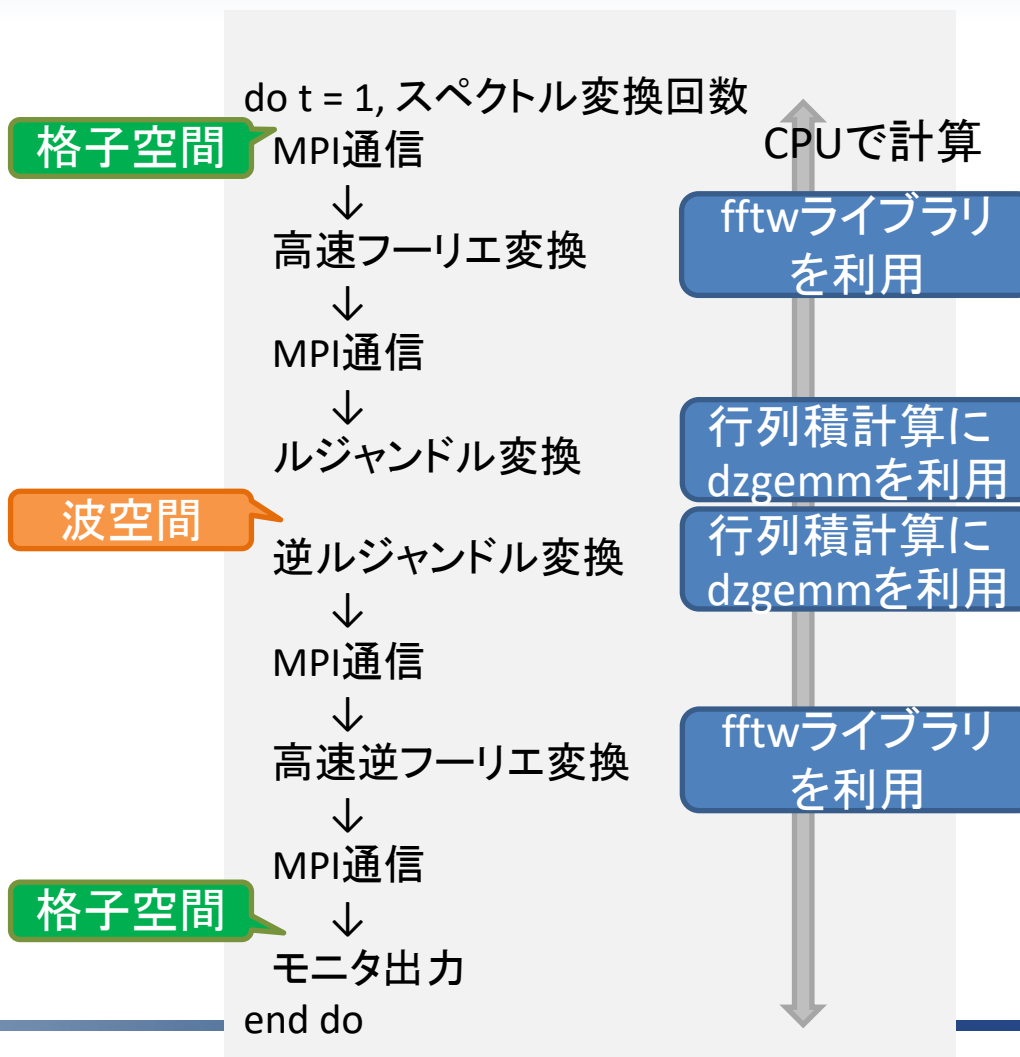 do t = 1, スペクトル変換回数
格子空間
MPI通信
CPUで計算
↓
fftwライブラリ
を利用
高速フーリエ変換
↓
MPI通信
↓
行列積計算に
dzgemmを利用
ルジャンドル変換
波空間
行列積計算に
dzgemmを利用
逆ルジャンドル変換
↓
MPI通信
↓
fftwライブラリ
を利用
高速逆フーリエ変換
↓
MPI通信
格子空間
↓
モニタ出力
end do